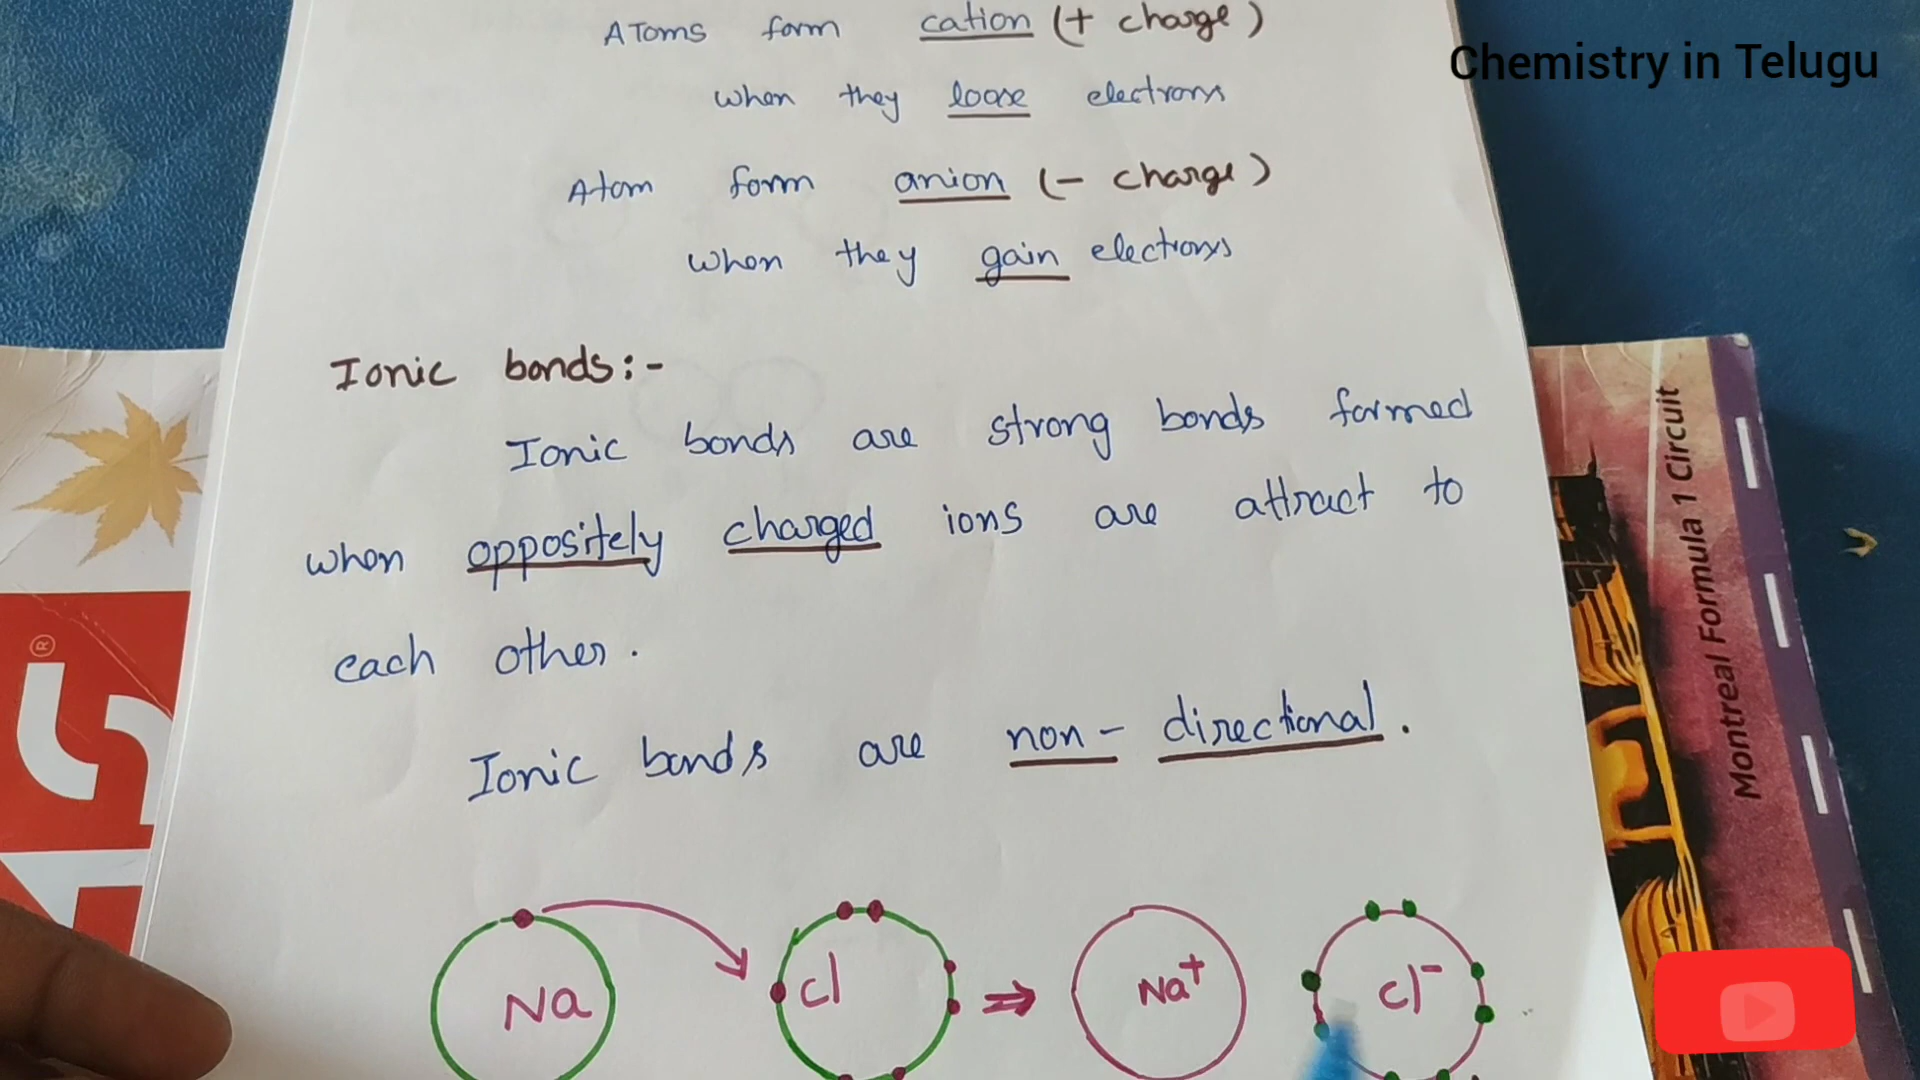 Atoms form cation (+ charge)
Chemistry in Telugu
when they loose electrons
Atom form anion (- charge)
when they gain electrons
Ionic bonds:-
Ionic bonds are strong bonds formed
when oppositely charged ions are attract to
each other.
Ionic bonds are non-directional.
Na Cl ⇒ Na⁺ Cl⁻
Montreal Formula 1 Circuit
®